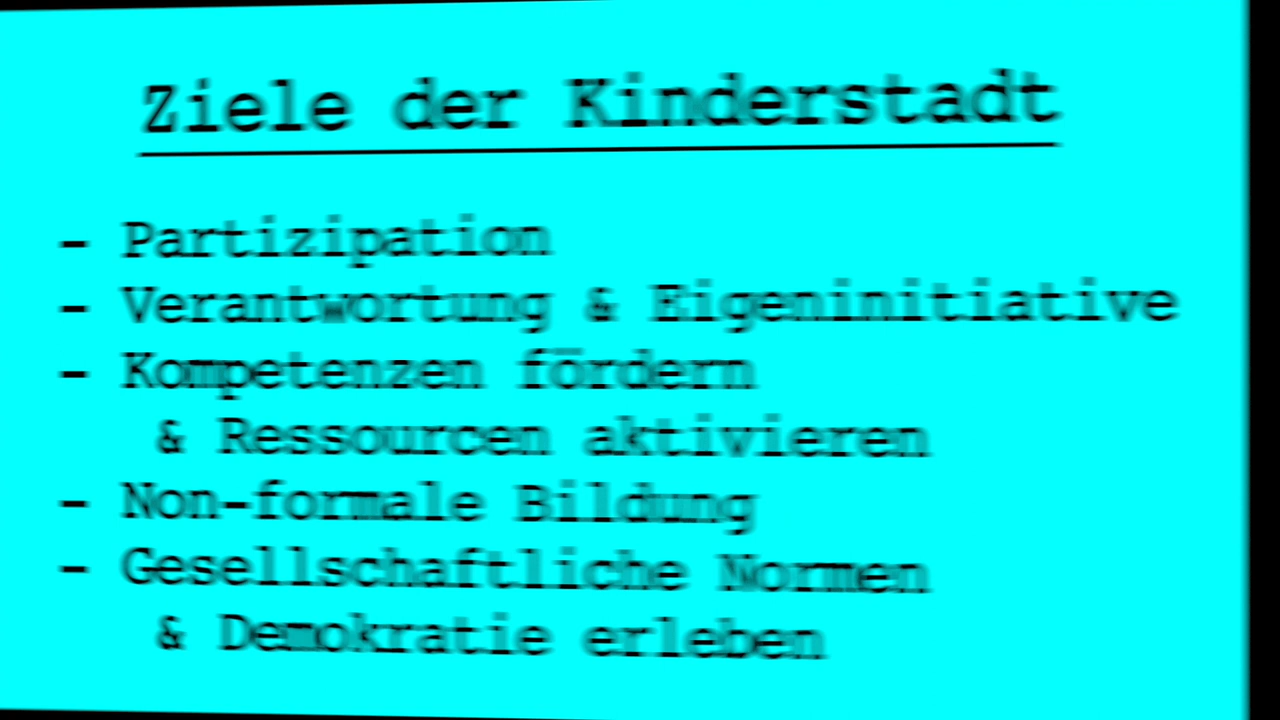 Ziele der Kinderstadt
- Partizipation
- Verantwortung & Eigeninitiative
- Kompetenzen fördern
& Ressourcen aktivieren
- Non-formale Bildung
- Gesellschaftliche Normen
& Demokratie erleben